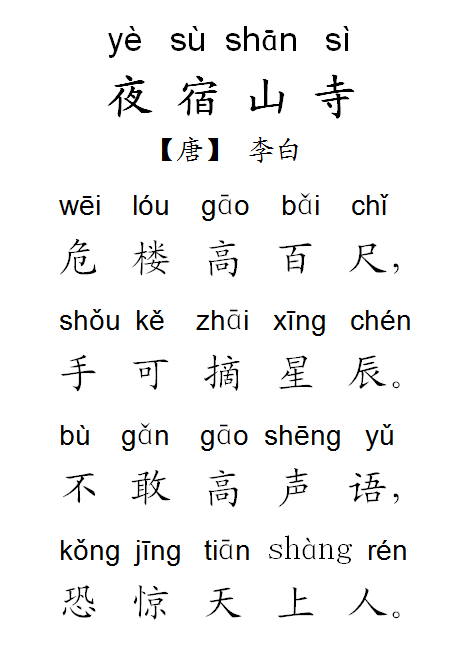 yè sù shān sì
夜宿山寺
【唐】 李白
wēi lóu gāo bǎi chǐ
危楼高百尺，
shǒu kě zhāi xīng chén
手可摘星辰。
bù gǎn gāo shēng yǔ
不敢高声语，
kǒng jīng tiān shàng rén
恐惊天上人。